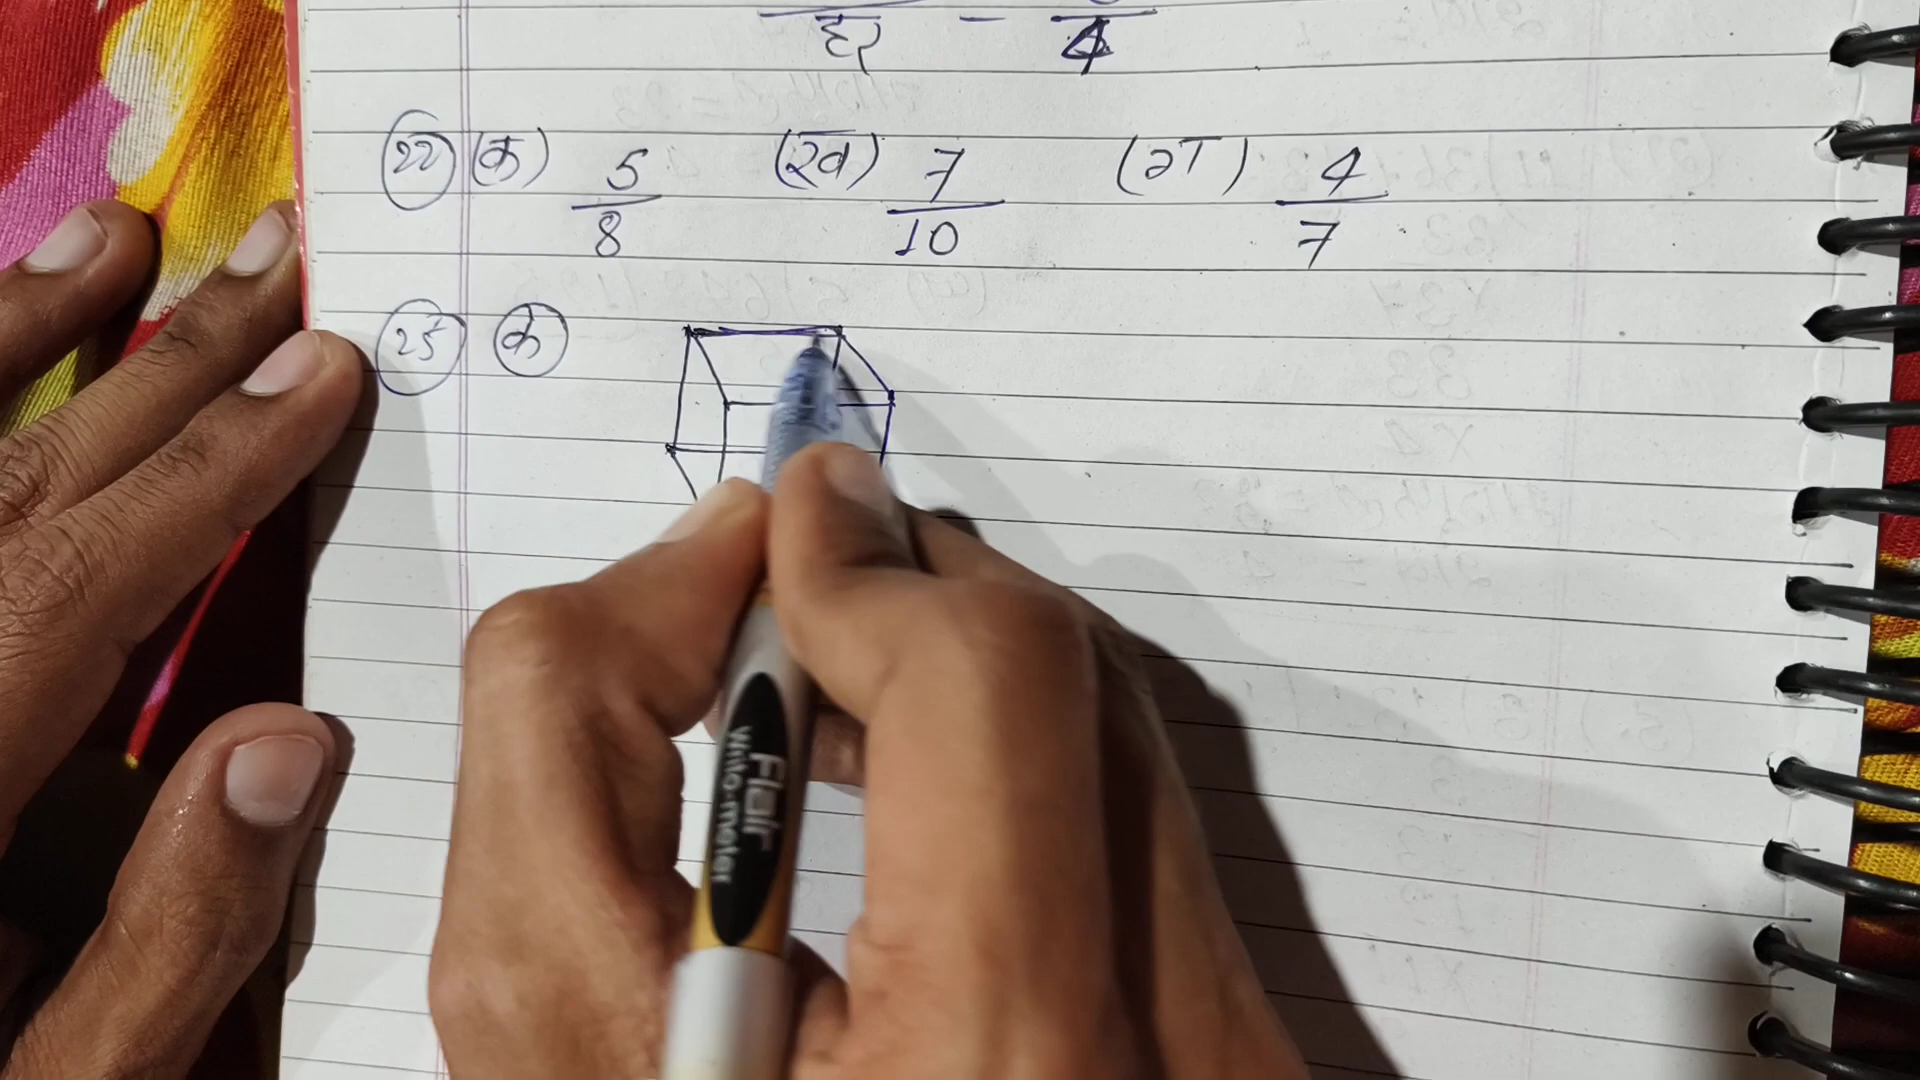 हर - 4
22 (क) 5/8 (ख) 7/10 (ग) 4/7
25 क
Flair
Writo-meter